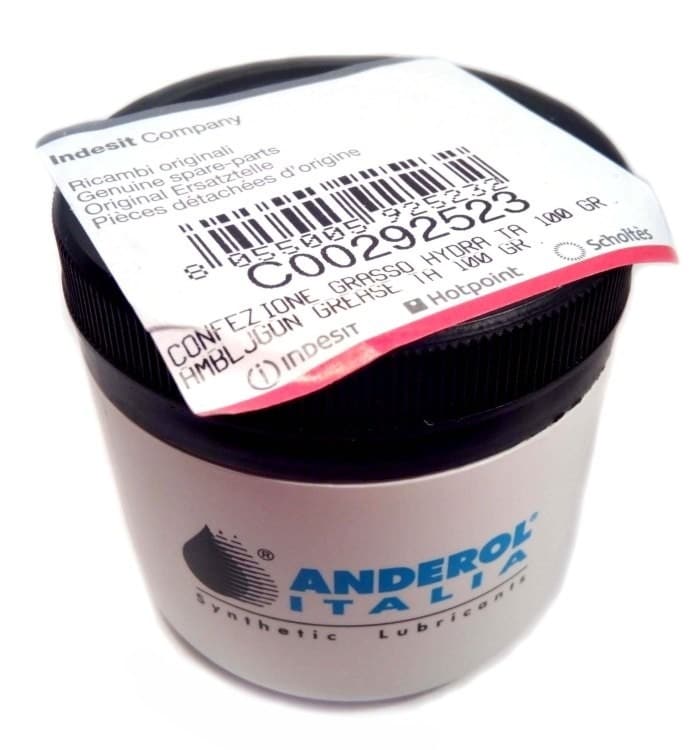 Indesit Company
Ricambi originali
Genuine spare-parts
Original Ersatzteile
Pièces détachées d'origine
8 055005 925232
C00292523
CONFEZIONE GRASSO HYDRA TA 100 GR .
AMBLJGUN GREASE TA 100 GR .
i INDESIT Hotpoint Scholtès
® ANDEROL®
ITALIA
Synthetic Lubricants